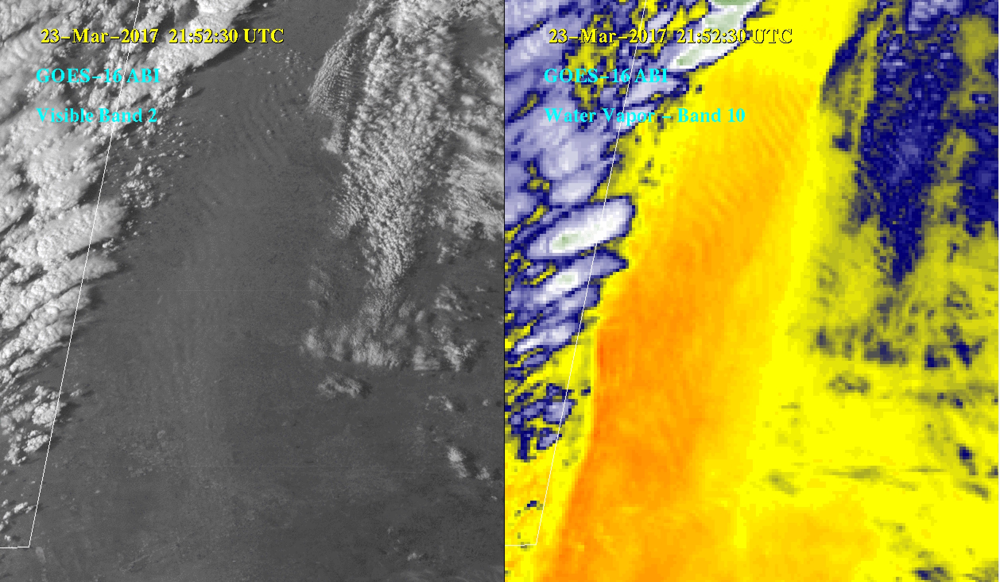 23-Mar-2017 21:52:30 UTC
GOES-16 ABI
Visible Band 2
23-Mar-2017 21:52:30 UTC
GOES-16 ABI
Water Vapor - Band 10